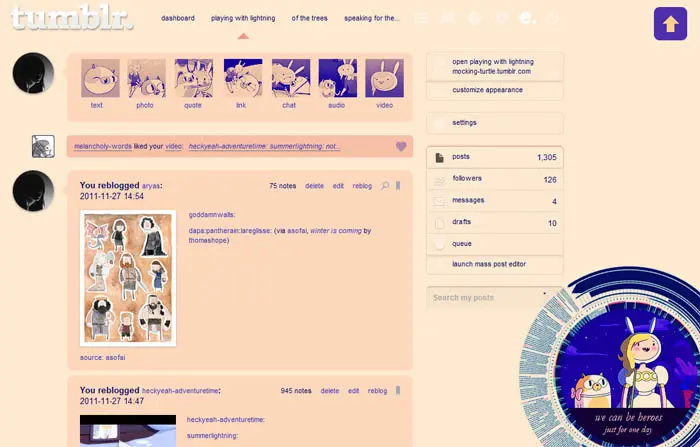 tumblr.
dashboard
playing with lightning
of the trees
speaking for the...
text
photo
quote
link
chat
audio
video
melancholy-words liked your video: heckyeah-adventuretime: summerlightning: not...
You reblogged aryas:
75 notes
delete
edit
reblog
2011-11-27 14:54
goddamnwalls:
dapa:pantherain:lareglisse: (via asofai, winter is coming by
thomashope)
source: asofai
You reblogged heckyeah-adventuretime:
945 notes
delete
edit
reblog
2011-11-27 14:47
heckyeah-adventuretime:
summerlightning:
open playing with lightning
mocking-turtle.tumblr.com
customize appearance
settings
posts 1,305
followers 126
messages 4
drafts 10
queue
launch mass post editor
Search my posts
we can be heroes
just for one day